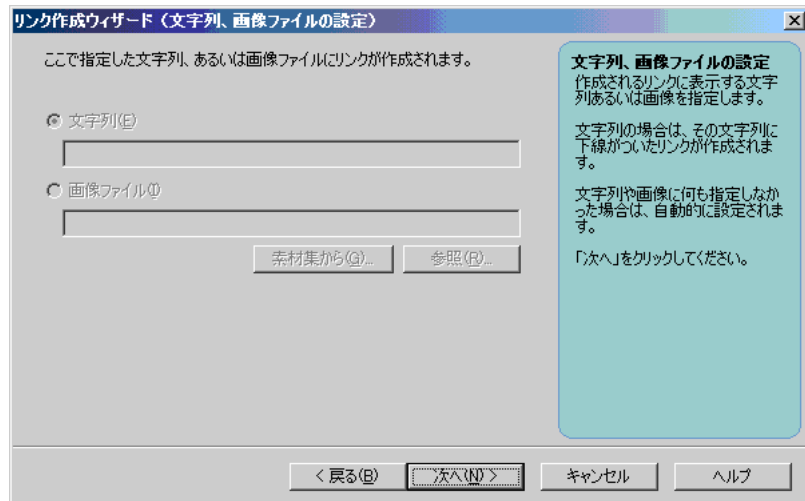 リンク作成ウィザード（文字列、画像ファイルの設定）
ここで指定した文字列、あるいは画像ファイルにリンクが作成されます。
文字列(E)
画像ファイル(I)
素材集から(G)...
参照(R)...
文字列、画像ファイルの設定
作成されるリンクに表示する文字
列あるいは画像を指定します。
文字列の場合は、その文字列に
下線がついたリンクが作成されま
す。
文字列や画像に何も指定しなか
った場合は、自動的に設定されま
す。
「次へ」をクリックしてください。
< 戻る(B)
次へ(N) >
キャンセル
ヘルプ